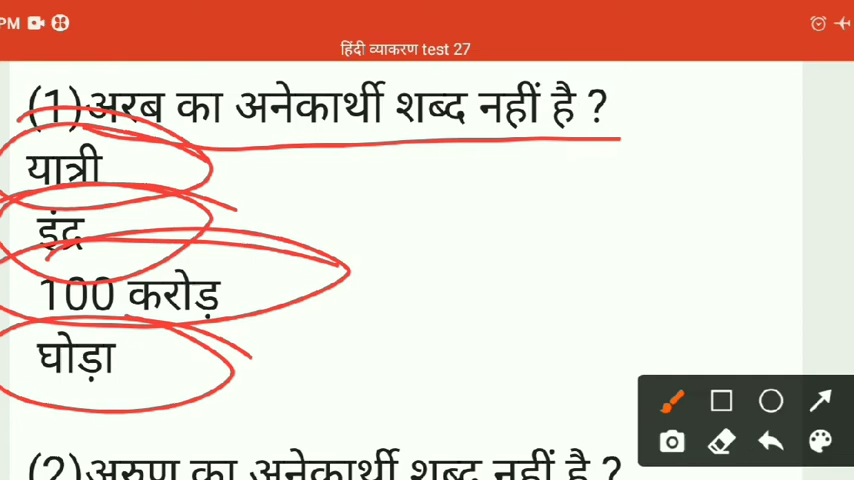 PM
हिंदी व्याकरण test 27
(1)अरब का अनेकार्थी शब्द नहीं है ?
यात्री
इंद्र
100 करोड़
घोड़ा
(2)अरुण का अनेकार्थी शब्द नहीं है ?